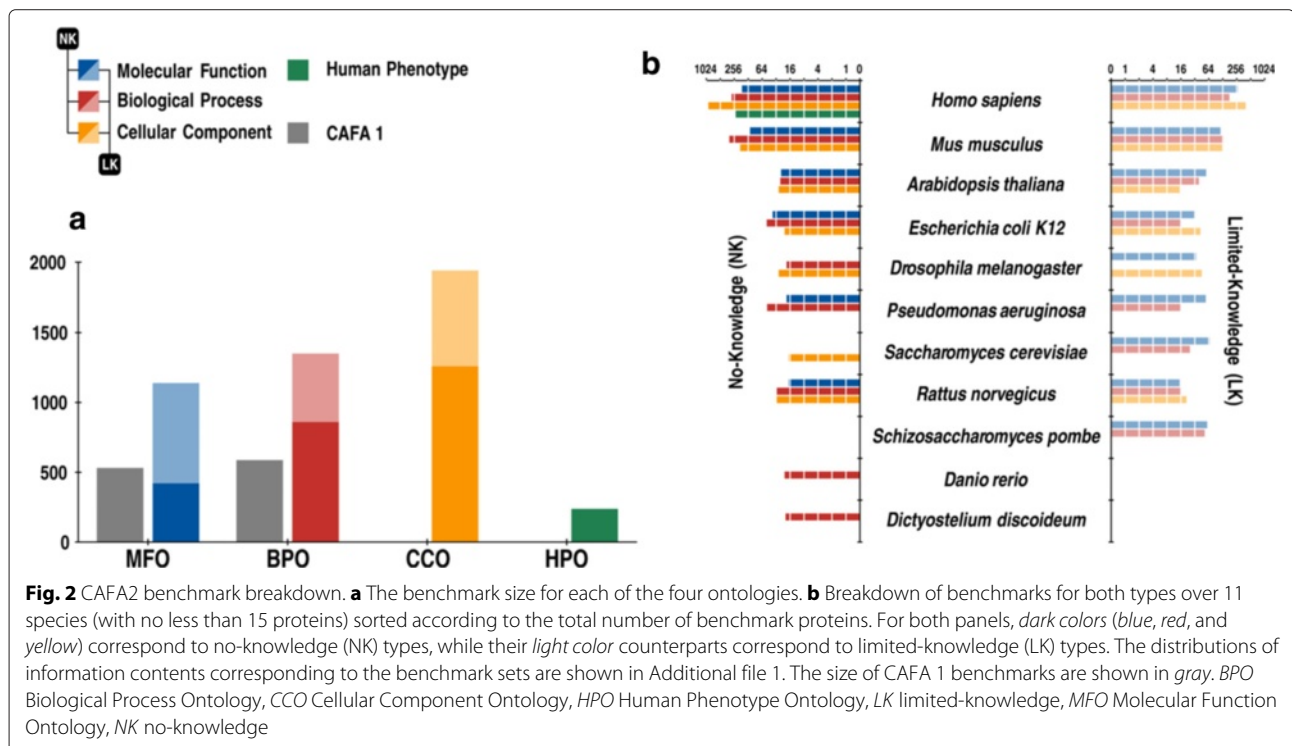 NK
Molecular Function
Human Phenotype
Biological Process
Cellular Component
CAFA 1
LK
a
2000
1500
1000
500
0
MFO BPO CCO HPO
b
1024 256 64 16 4 1 0
0 1 4 16 64 256 1024
No-Knowledge (NK)
Homo sapiens
Mus musculus
Arabidopsis thaliana
Escherichia coli K12
Drosophila melanogaster
Pseudomonas aeruginosa
Saccharomyces cerevisiae
Rattus norvegicus
Schizosaccharomyces pombe
Danio rerio
Dictyostelium discoideum
Limited-Knowledge (LK)
Fig. 2 CAFA2 benchmark breakdown. a The benchmark size for each of the four ontologies. b Breakdown of benchmarks for both types over 11
species (with no less than 15 proteins) sorted according to the total number of benchmark proteins. For both panels, dark colors (blue, red, and
yellow) correspond to no-knowledge (NK) types, while their light color counterparts correspond to limited-knowledge (LK) types. The distributions of
information contents corresponding to the benchmark sets are shown in Additional file 1. The size of CAFA 1 benchmarks are shown in gray. BPO
Biological Process Ontology, CCO Cellular Component Ontology, HPO Human Phenotype Ontology, LK limited-knowledge, MFO Molecular Function
Ontology, NK no-knowledge